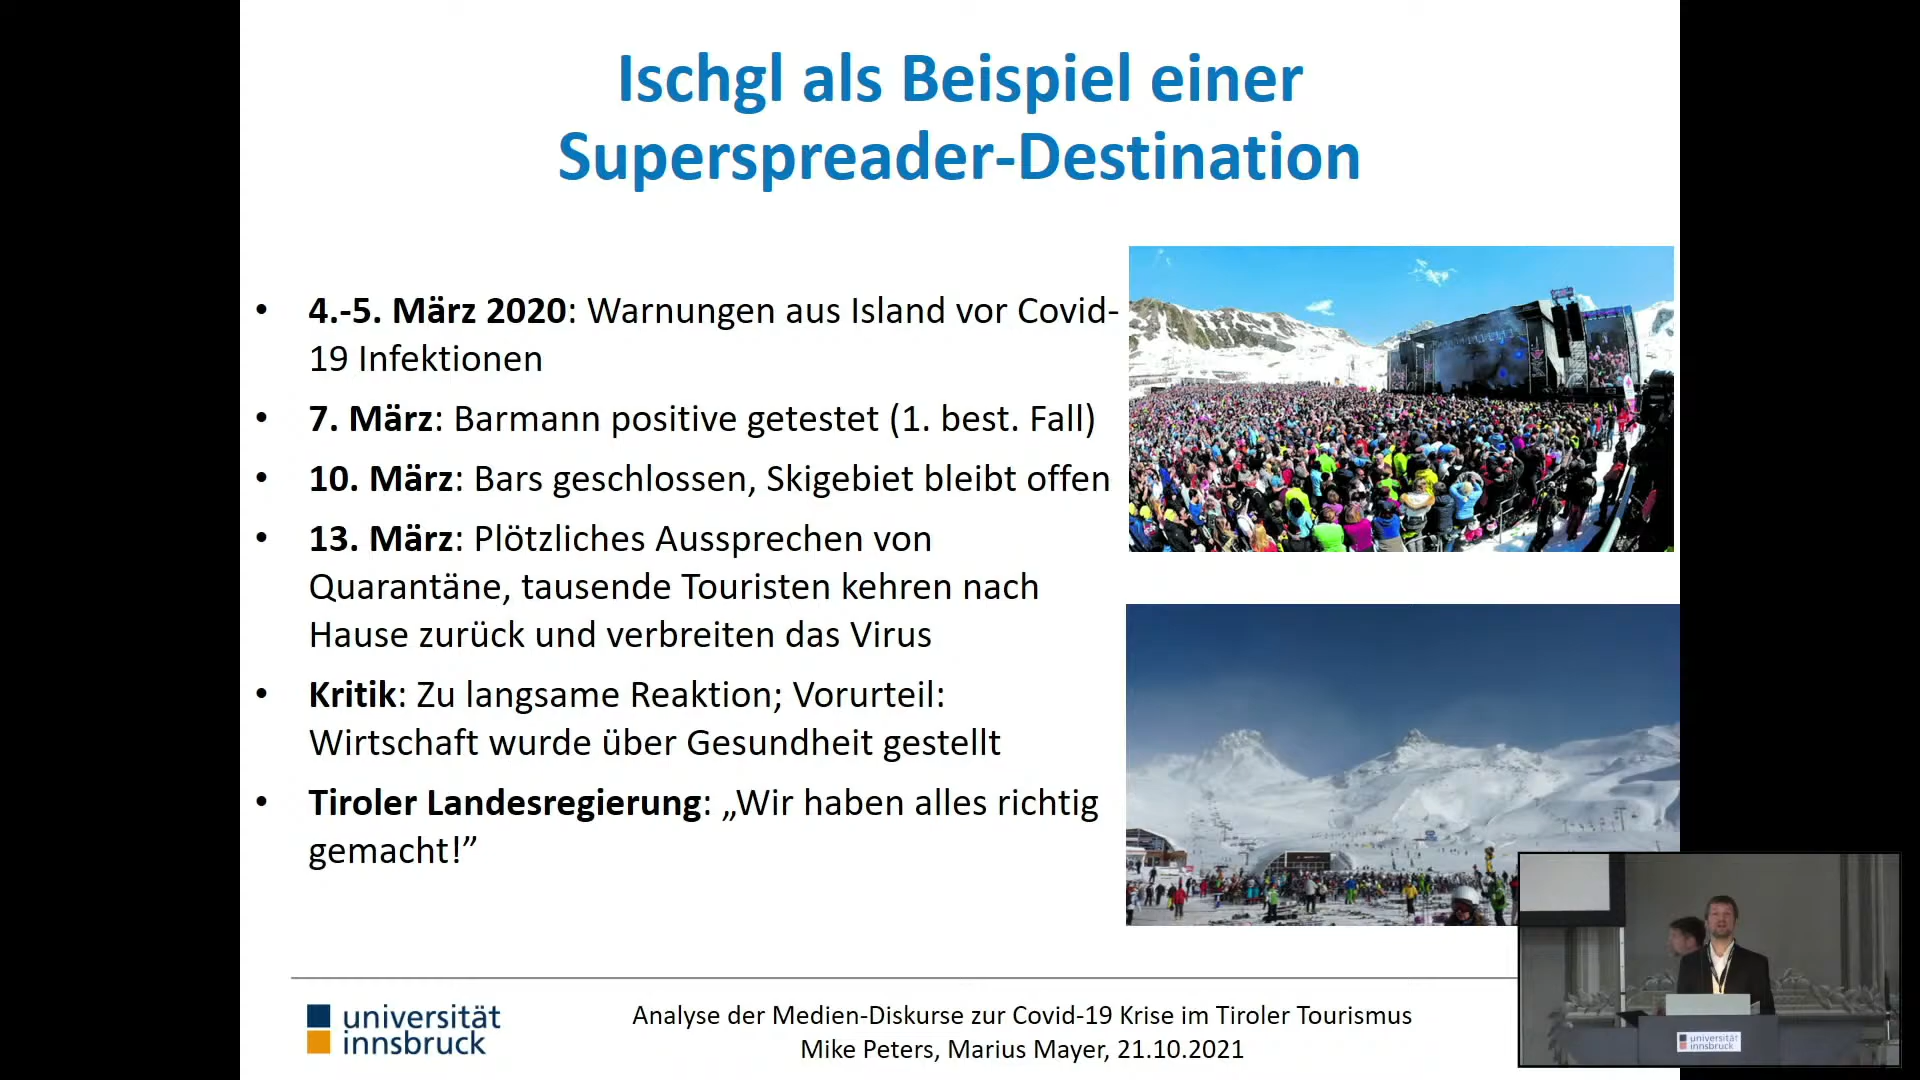 Ischgl als Beispiel einer
Superspreader-Destination
• 4.-5. März 2020: Warnungen aus Island vor Covid-
19 Infektionen
• 7. März: Barmann positive getestet (1. best. Fall)
• 10. März: Bars geschlossen, Skigebiet bleibt offen
• 13. März: Plötzliches Aussprechen von
Quarantäne, tausende Touristen kehren nach
Hause zurück und verbreiten das Virus
• Kritik: Zu langsame Reaktion; Vorurteil:
Wirtschaft wurde über Gesundheit gestellt
• Tiroler Landesregierung: „Wir haben alles richtig
gemacht!”
universität
innsbruck
Analyse der Medien-Diskurse zur Covid-19 Krise im Tiroler Tourismus
Mike Peters, Marius Mayer, 21.10.2021
universität
innsbruck